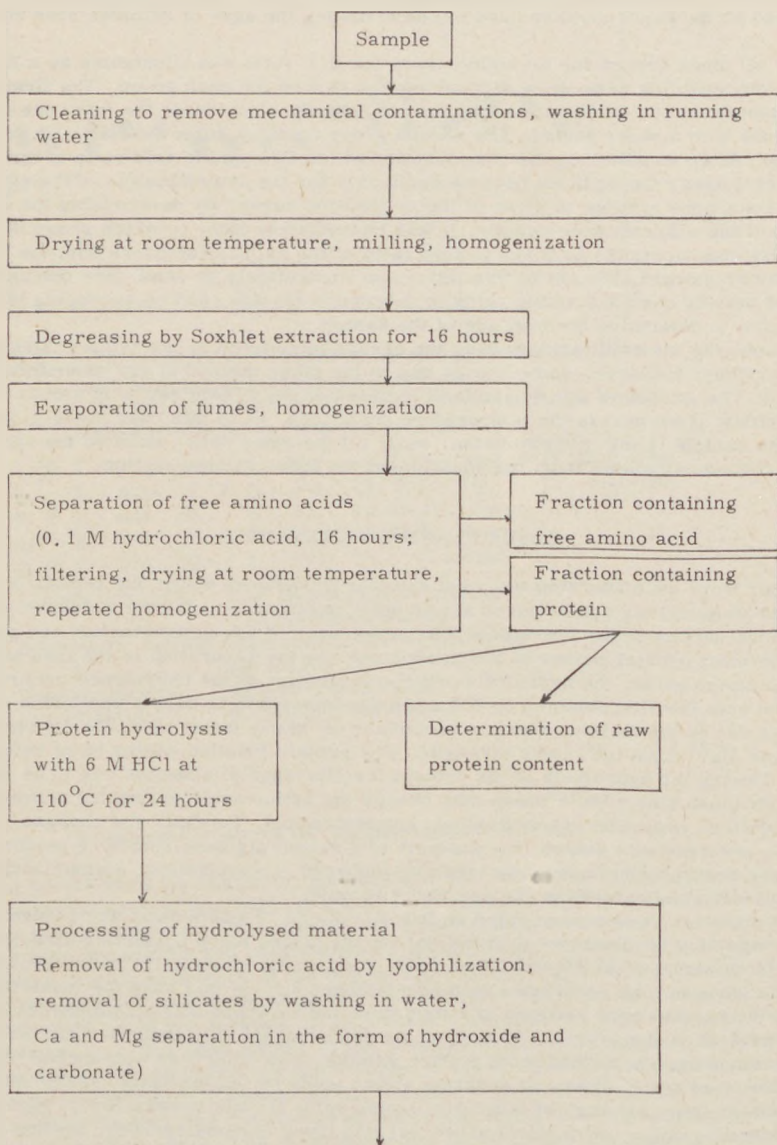 Sample
Cleaning to remove mechanical contaminations, washing in running
water
Drying at room temperature, milling, homogenization
Degreasing by Soxhlet extraction for 16 hours
Evaporation of fumes, homogenization
Separation of free amino acids
(0.1 M hydrochloric acid, 16 hours;
filtering, drying at room temperature,
repeated homogenization
Fraction containing
free amino acid
Fraction containing
protein
Protein hydrolysis
with 6 M HCl at
110°C for 24 hours
Determination of raw
protein content
Processing of hydrolysed material
Removal of hydrochloric acid by lyophilization,
removal of silicates by washing in water,
Ca and Mg separation in the form of hydroxide and
carbonate)